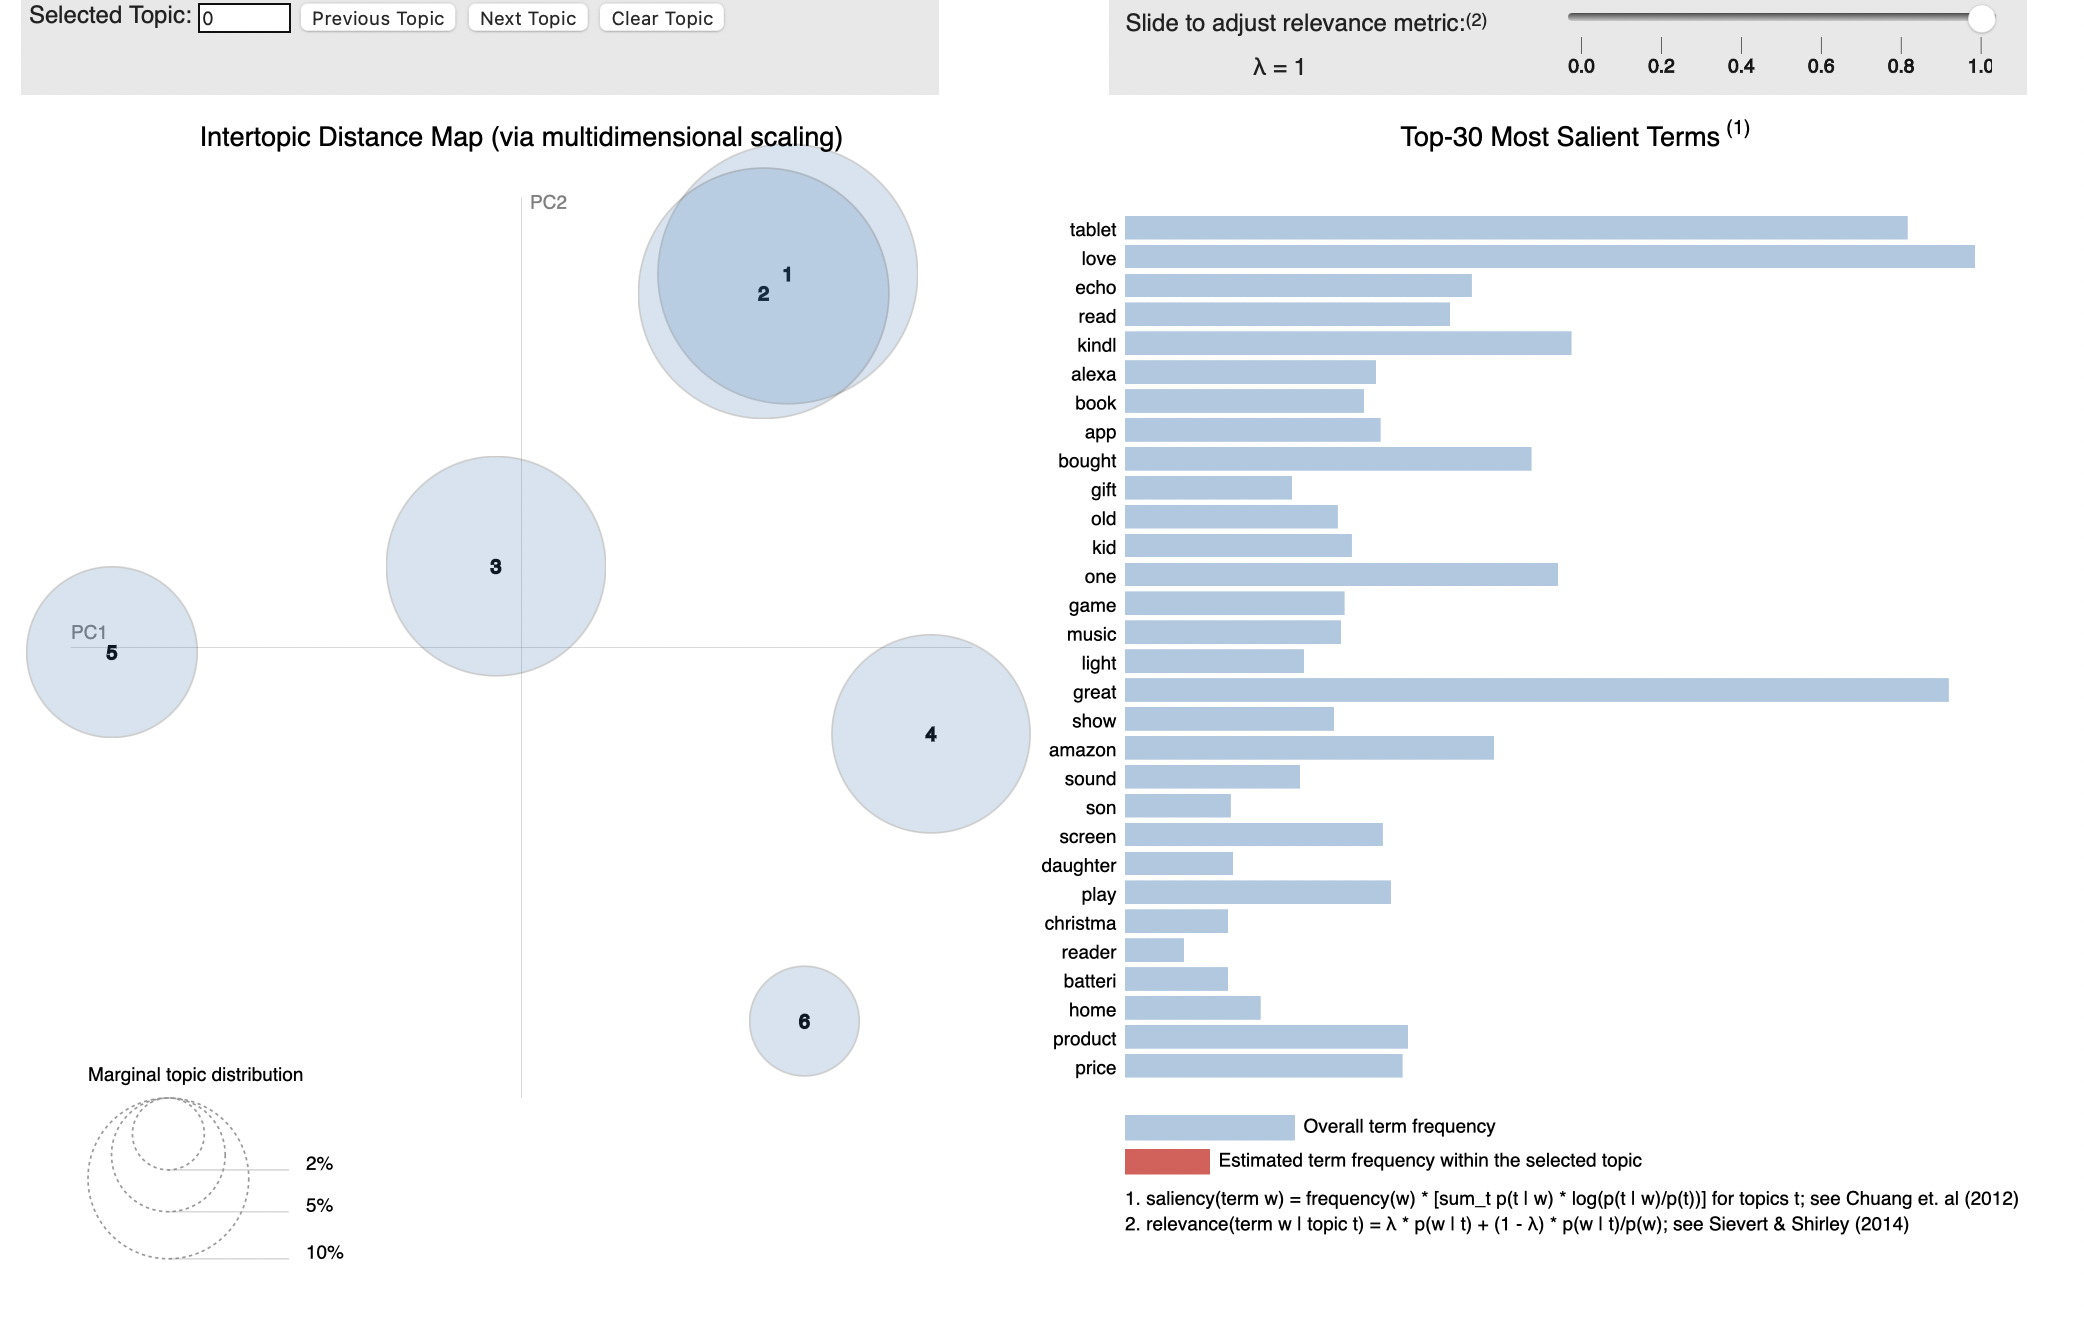 Selected Topic: 0 Previous Topic Next Topic Clear Topic
Slide to adjust relevance metric:(2)
λ = 1
0.0 0.2 0.4 0.6 0.8 1.0
Intertopic Distance Map (via multidimensional scaling)
PC2
1
2
3
PC1
5
4
6
Marginal topic distribution
2%
5%
10%
Top-30 Most Salient Terms (1)
tablet
love
echo
read
kindl
alexa
book
app
bought
gift
old
kid
one
game
music
light
great
show
amazon
sound
son
screen
daughter
play
christma
reader
batteri
home
product
price
Overall term frequency
Estimated term frequency within the selected topic
1. saliency(term w) = frequency(w) * [sum_t p(t | w) * log(p(t | w)/p(t))] for topics t; see Chuang et. al (2012)
2. relevance(term w | topic t) = λ * p(w | t) + (1 - λ) * p(w | t)/p(w); see Sievert & Shirley (2014)